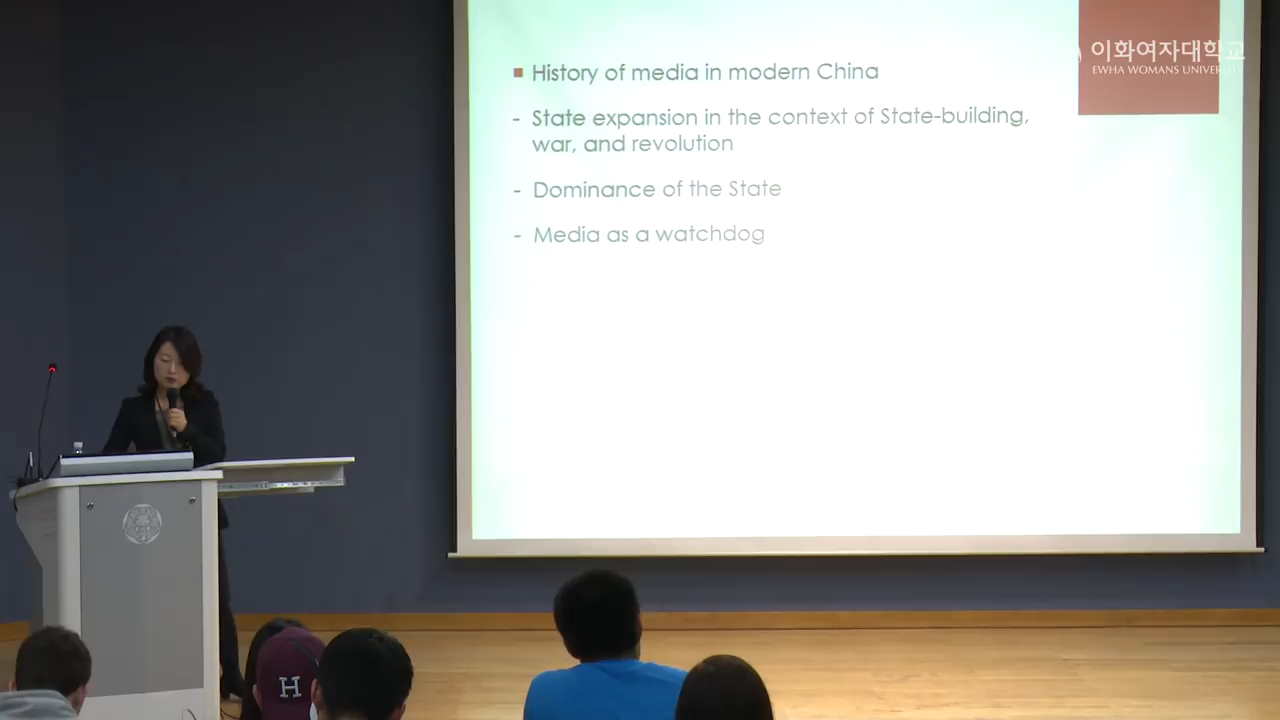 ■ History of media in modern China
- State expansion in the context of State-building,
war, and revolution
- Dominance of the State
- Media as a watchdog
이화여자대학교
EWHA WOMANS UNIVERSITY
H